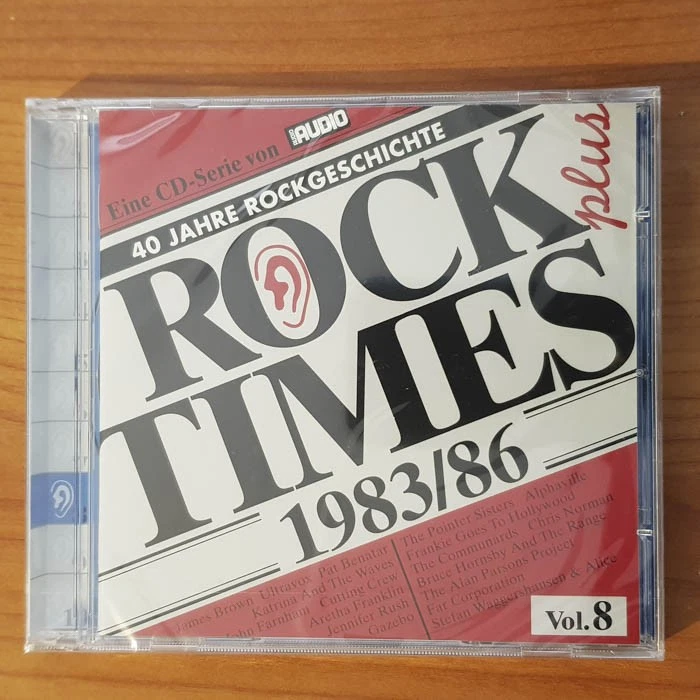 Eine CD-Serie von AUDIO
40 JAHRE ROCKGESCHICHTE
ROCK
plus
TIMES
1983/86
James Brown Ultravox Pat Benatar
Katrina And The Waves
John Farnham Cutting Crew
Aretha Franklin
Jennifer Rush
Gazebo
The Pointer Sisters Alphaville
Frankie Goes To Hollywood
The Communards Chris Norman
Bruce Hornsby And The Range
The Alan Parsons Project
Fat Corporation
Stefan Waggershausen & Alice
Vol.8